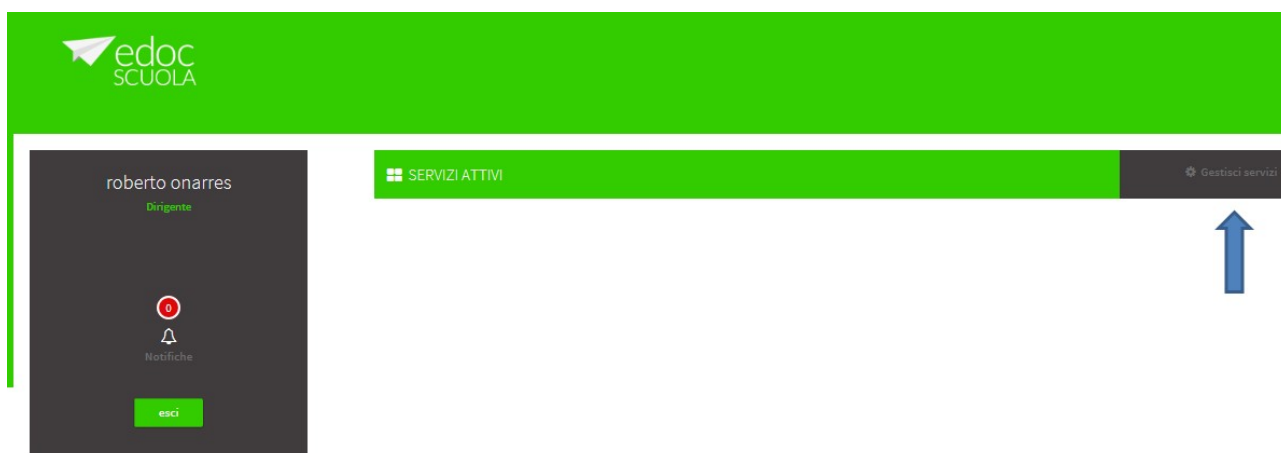 edoc
SCUOLA
roberto onarres
Dirigente
0
Notifiche
esci
SERVIZI ATTIVI
Gestisci servizi